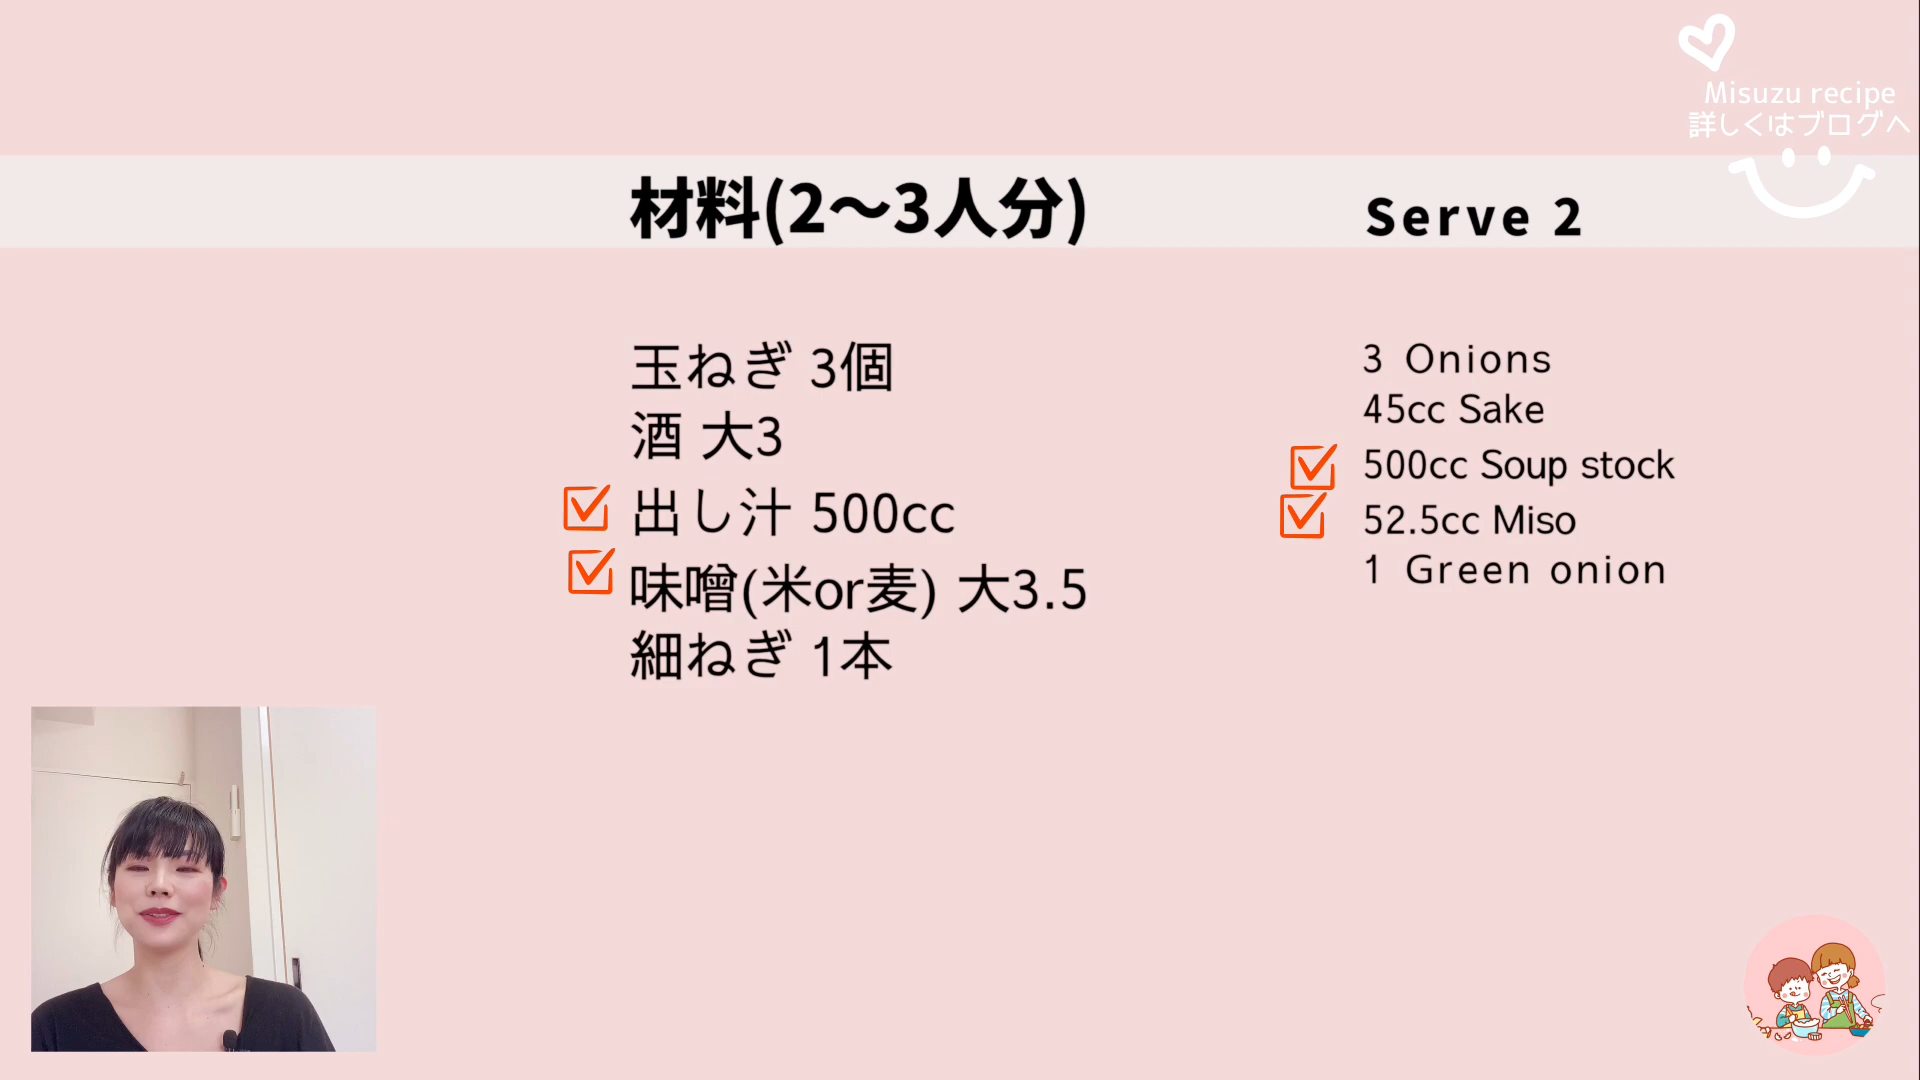 Misuzu recipe
詳しくはブログへ
材料(2〜3人分)
玉ねぎ 3個
酒 大3
出し汁 500cc
味噌(米or麦) 大3.5
細ねぎ 1本
Serve 2
3 Onions
45cc Sake
500cc Soup stock
52.5cc Miso
1 Green onion